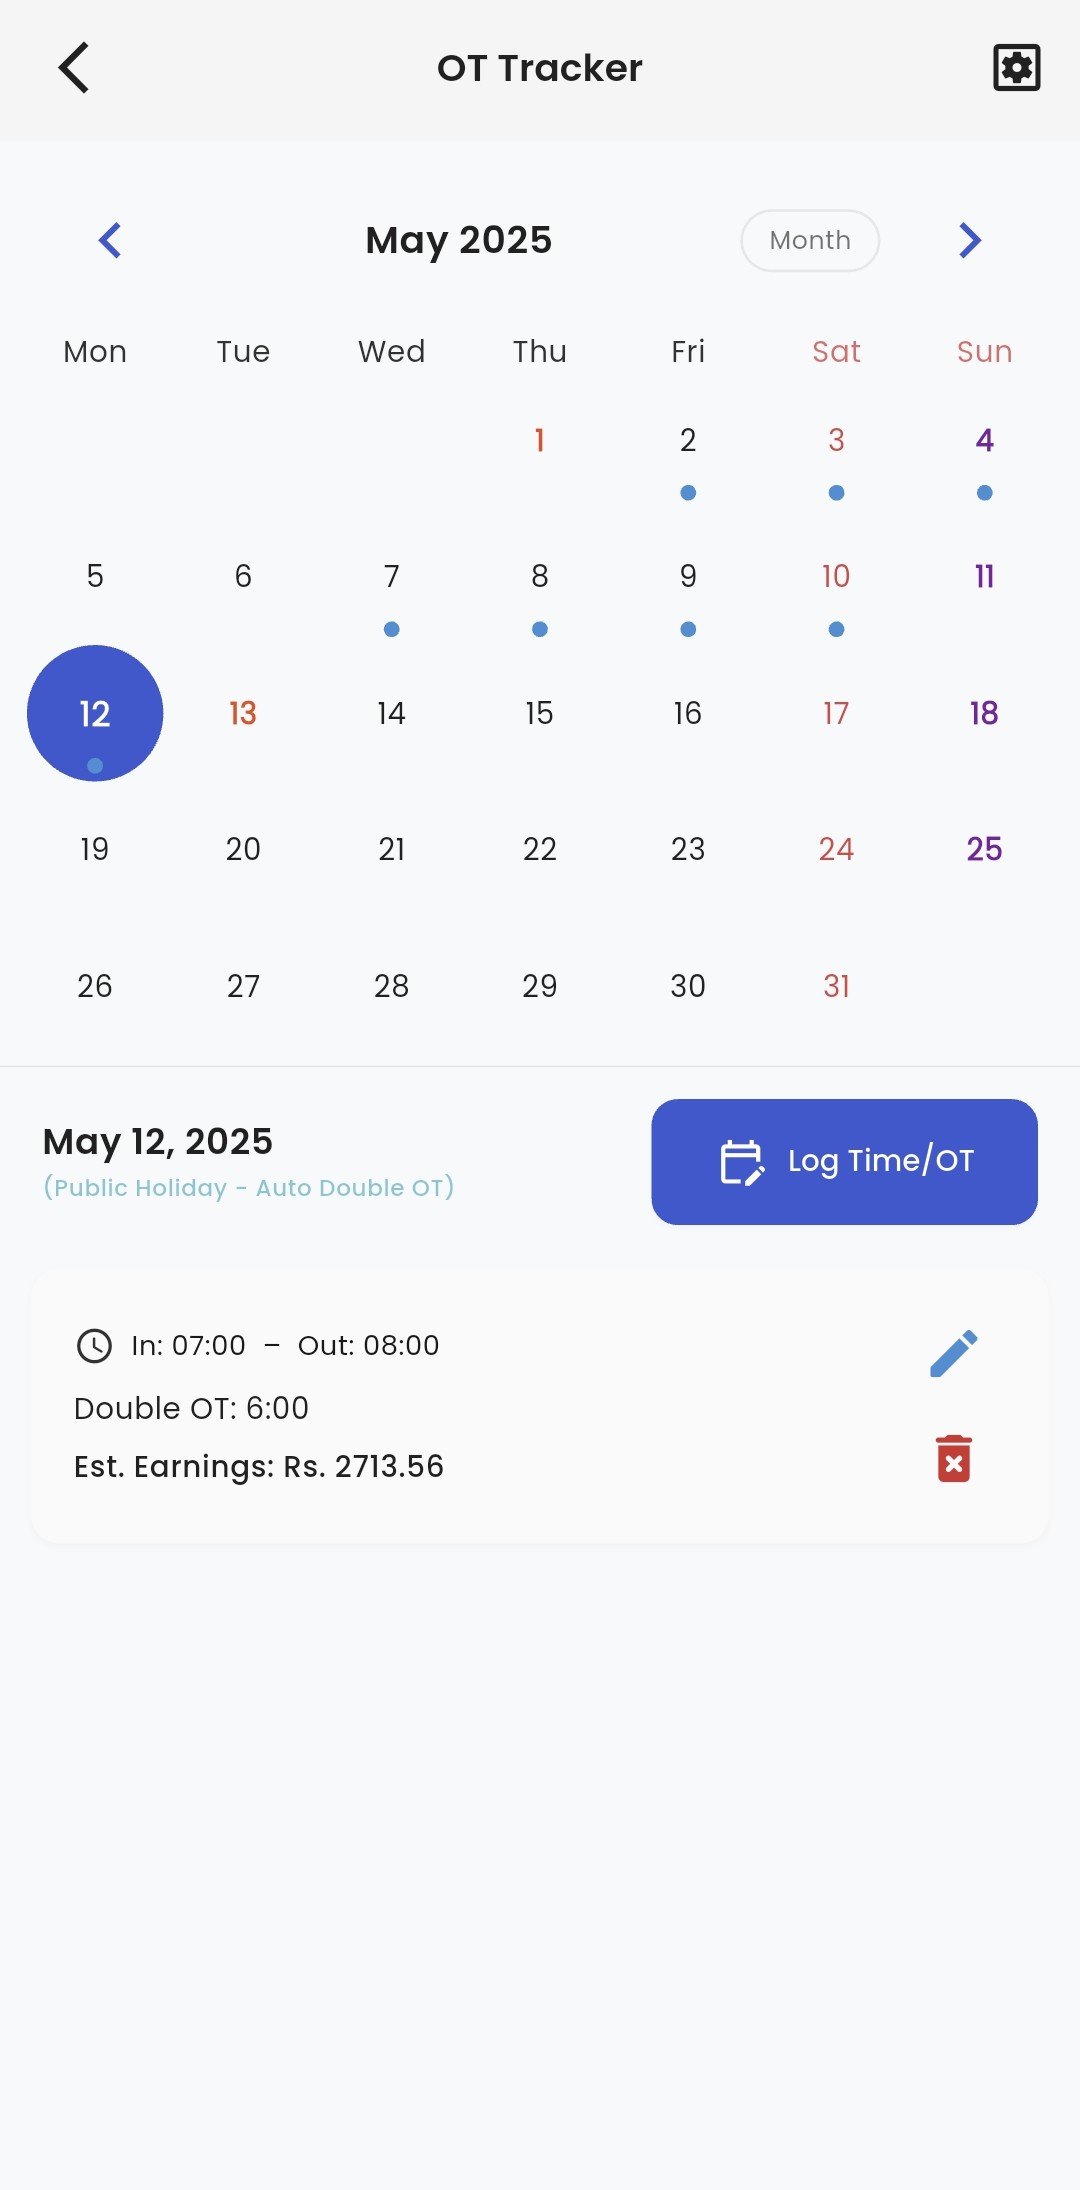 OT Tracker
May 2025 Month
Mon Tue Wed Thu Fri Sat Sun
1 2 3 4
5 6 7 8 9 10 11
12 13 14 15 16 17 18
19 20 21 22 23 24 25
26 27 28 29 30 31
May 12, 2025
(Public Holiday - Auto Double OT)
Log Time/OT
In: 07:00 – Out: 08:00
Double OT: 6:00
Est. Earnings: Rs. 2713.56